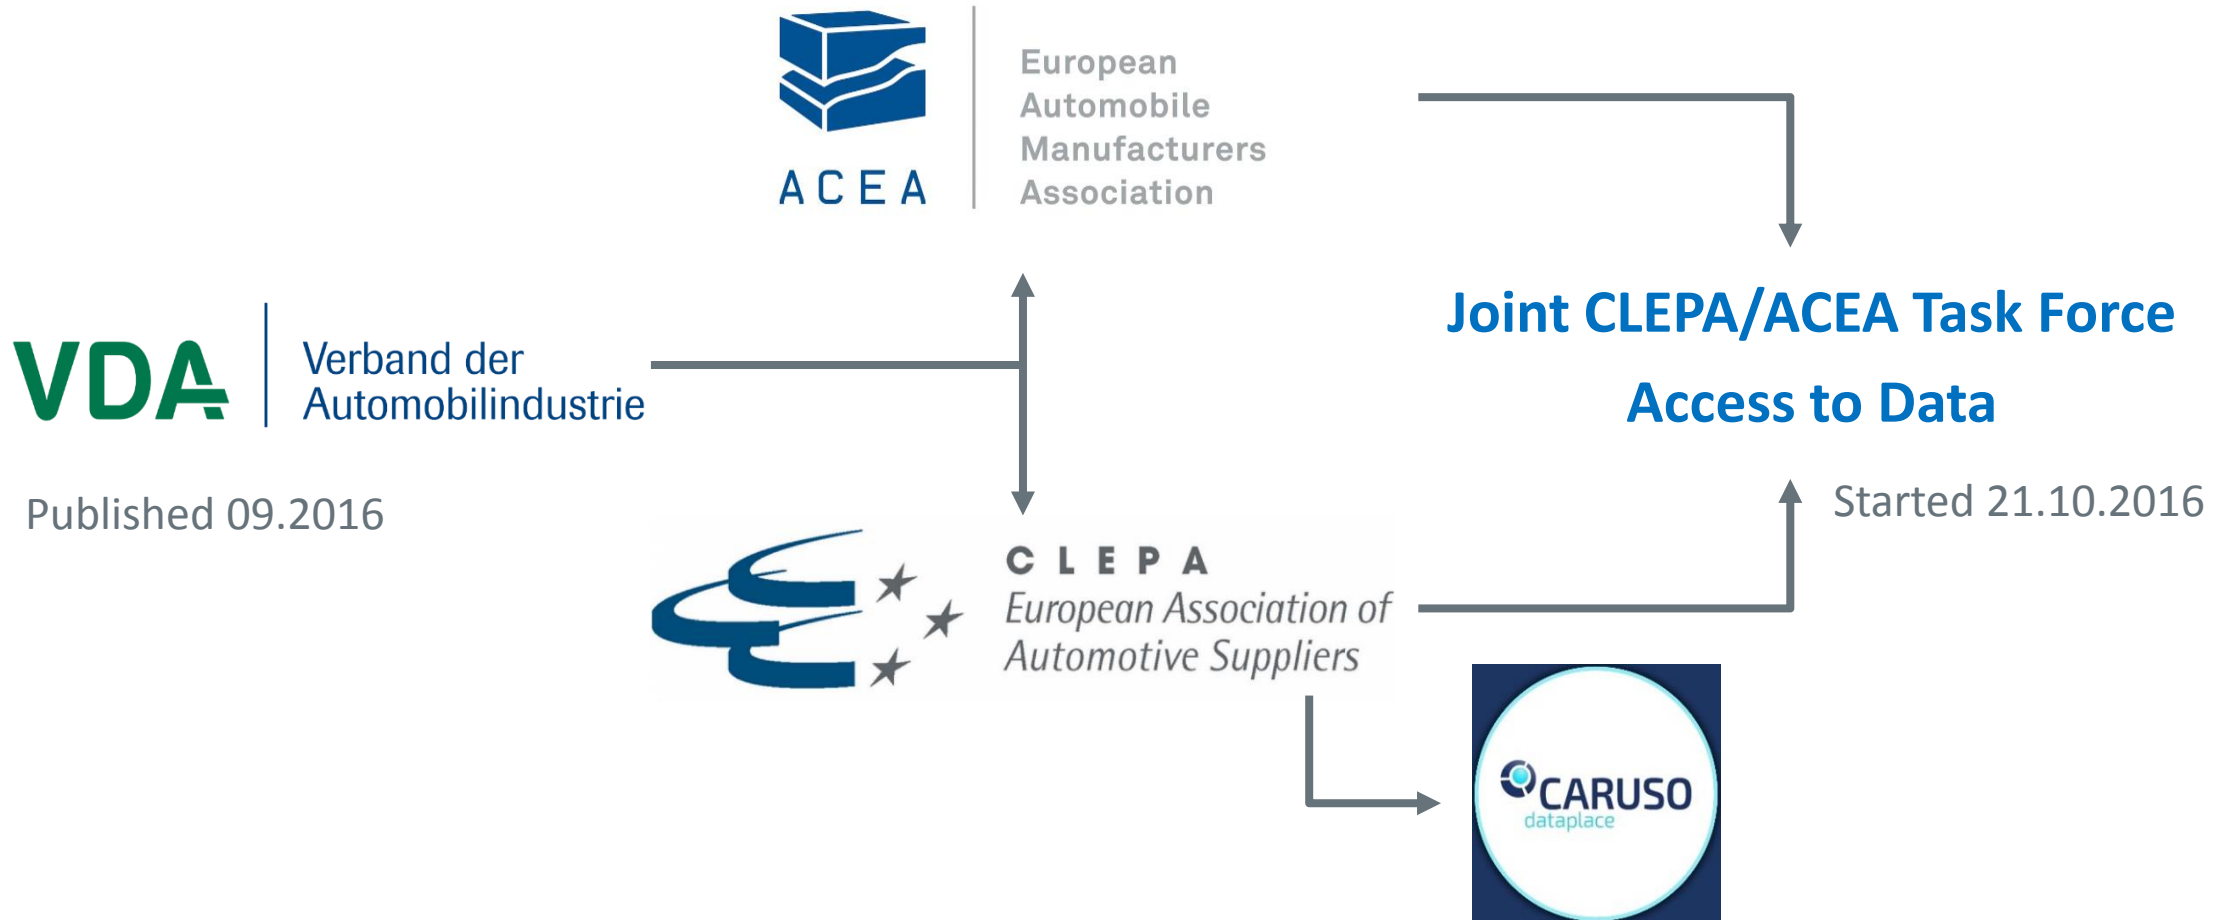 ACEA
European
Automobile
Manufacturers
Association
VDA
Verband der
Automobilindustrie
Published 09.2016
Joint CLEPA/ACEA Task Force
Access to Data
Started 21.10.2016
CLEPA
European Association of
Automotive Suppliers
CARUSO
dataplace